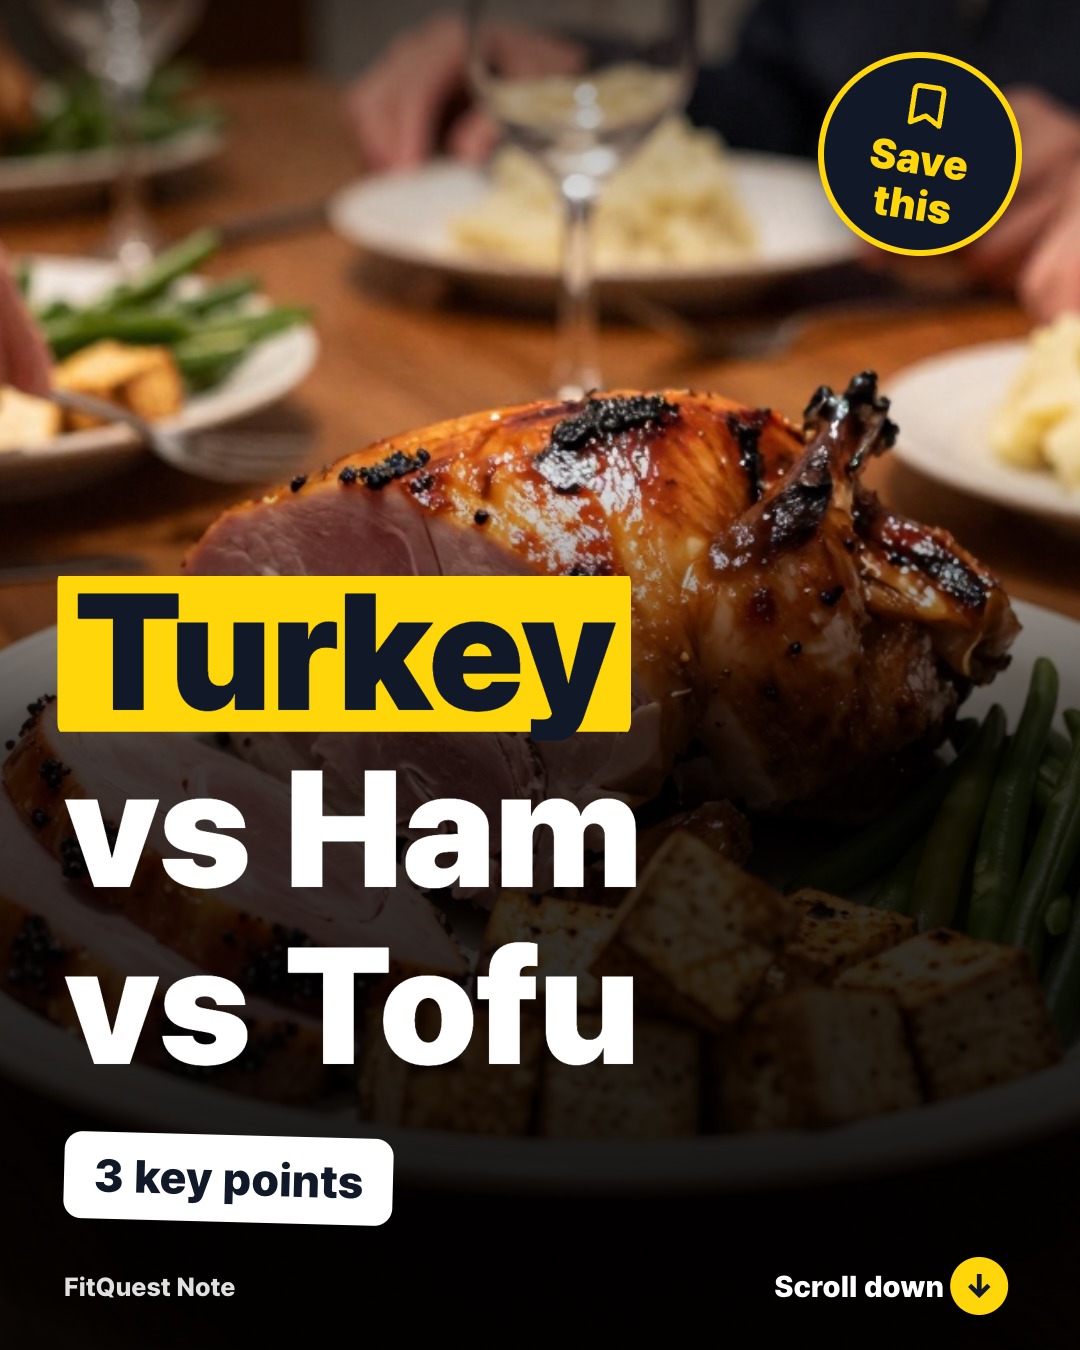 Save
this
Turkey
vs Ham
vs Tofu
3 key points
FitQuest Note
Scroll down